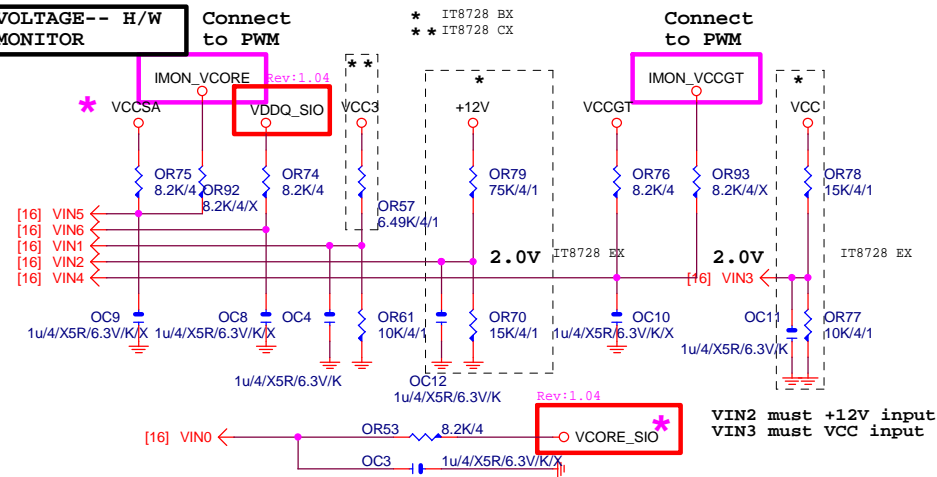 VOLTAGE-- H/W
MONITOR
Connect
to PWM
* IT8728 BX
** IT8728 CX
Connect
to PWM
IMON_VCORE
Rev:1.04
**
*
IMON_VCCGT
*
*
VCCSA
VDDQ_SIO
VCC3
+12V
VCCGT
VCC
OR75
8.2K/4
OR92
8.2K/4/X
OR74
8.2K/4
OR57
6.49K/4/1
OR79
75K/4/1
OR76
8.2K/4
OR93
8.2K/4/X
OR78
15K/4/1
[16] VIN5
[16] VIN6
[16] VIN1
[16] VIN2
[16] VIN4
2.0V
IT8728 EX
2.0V
IT8728 EX
[16] VIN3
OC9
1u/4/X5R/6.3V/K/X
OC8
1u/4/X5R/6.3V/K/X
OC4
1u/4/X5R/6.3V/K
OR61
10K/4/1
OC12
1u/4/X5R/6.3V/K
OR70
15K/4/1
OC10
1u/4/X5R/6.3V/K/X
OC11
1u/4/X5R/6.3V/K
OR77
10K/4/1
Rev:1.04
[16] VIN0
OR53
8.2K/4
VCORE_SIO
*
OC3
1u/4/X5R/6.3V/K/X
VIN2 must +12V input
VIN3 must VCC input